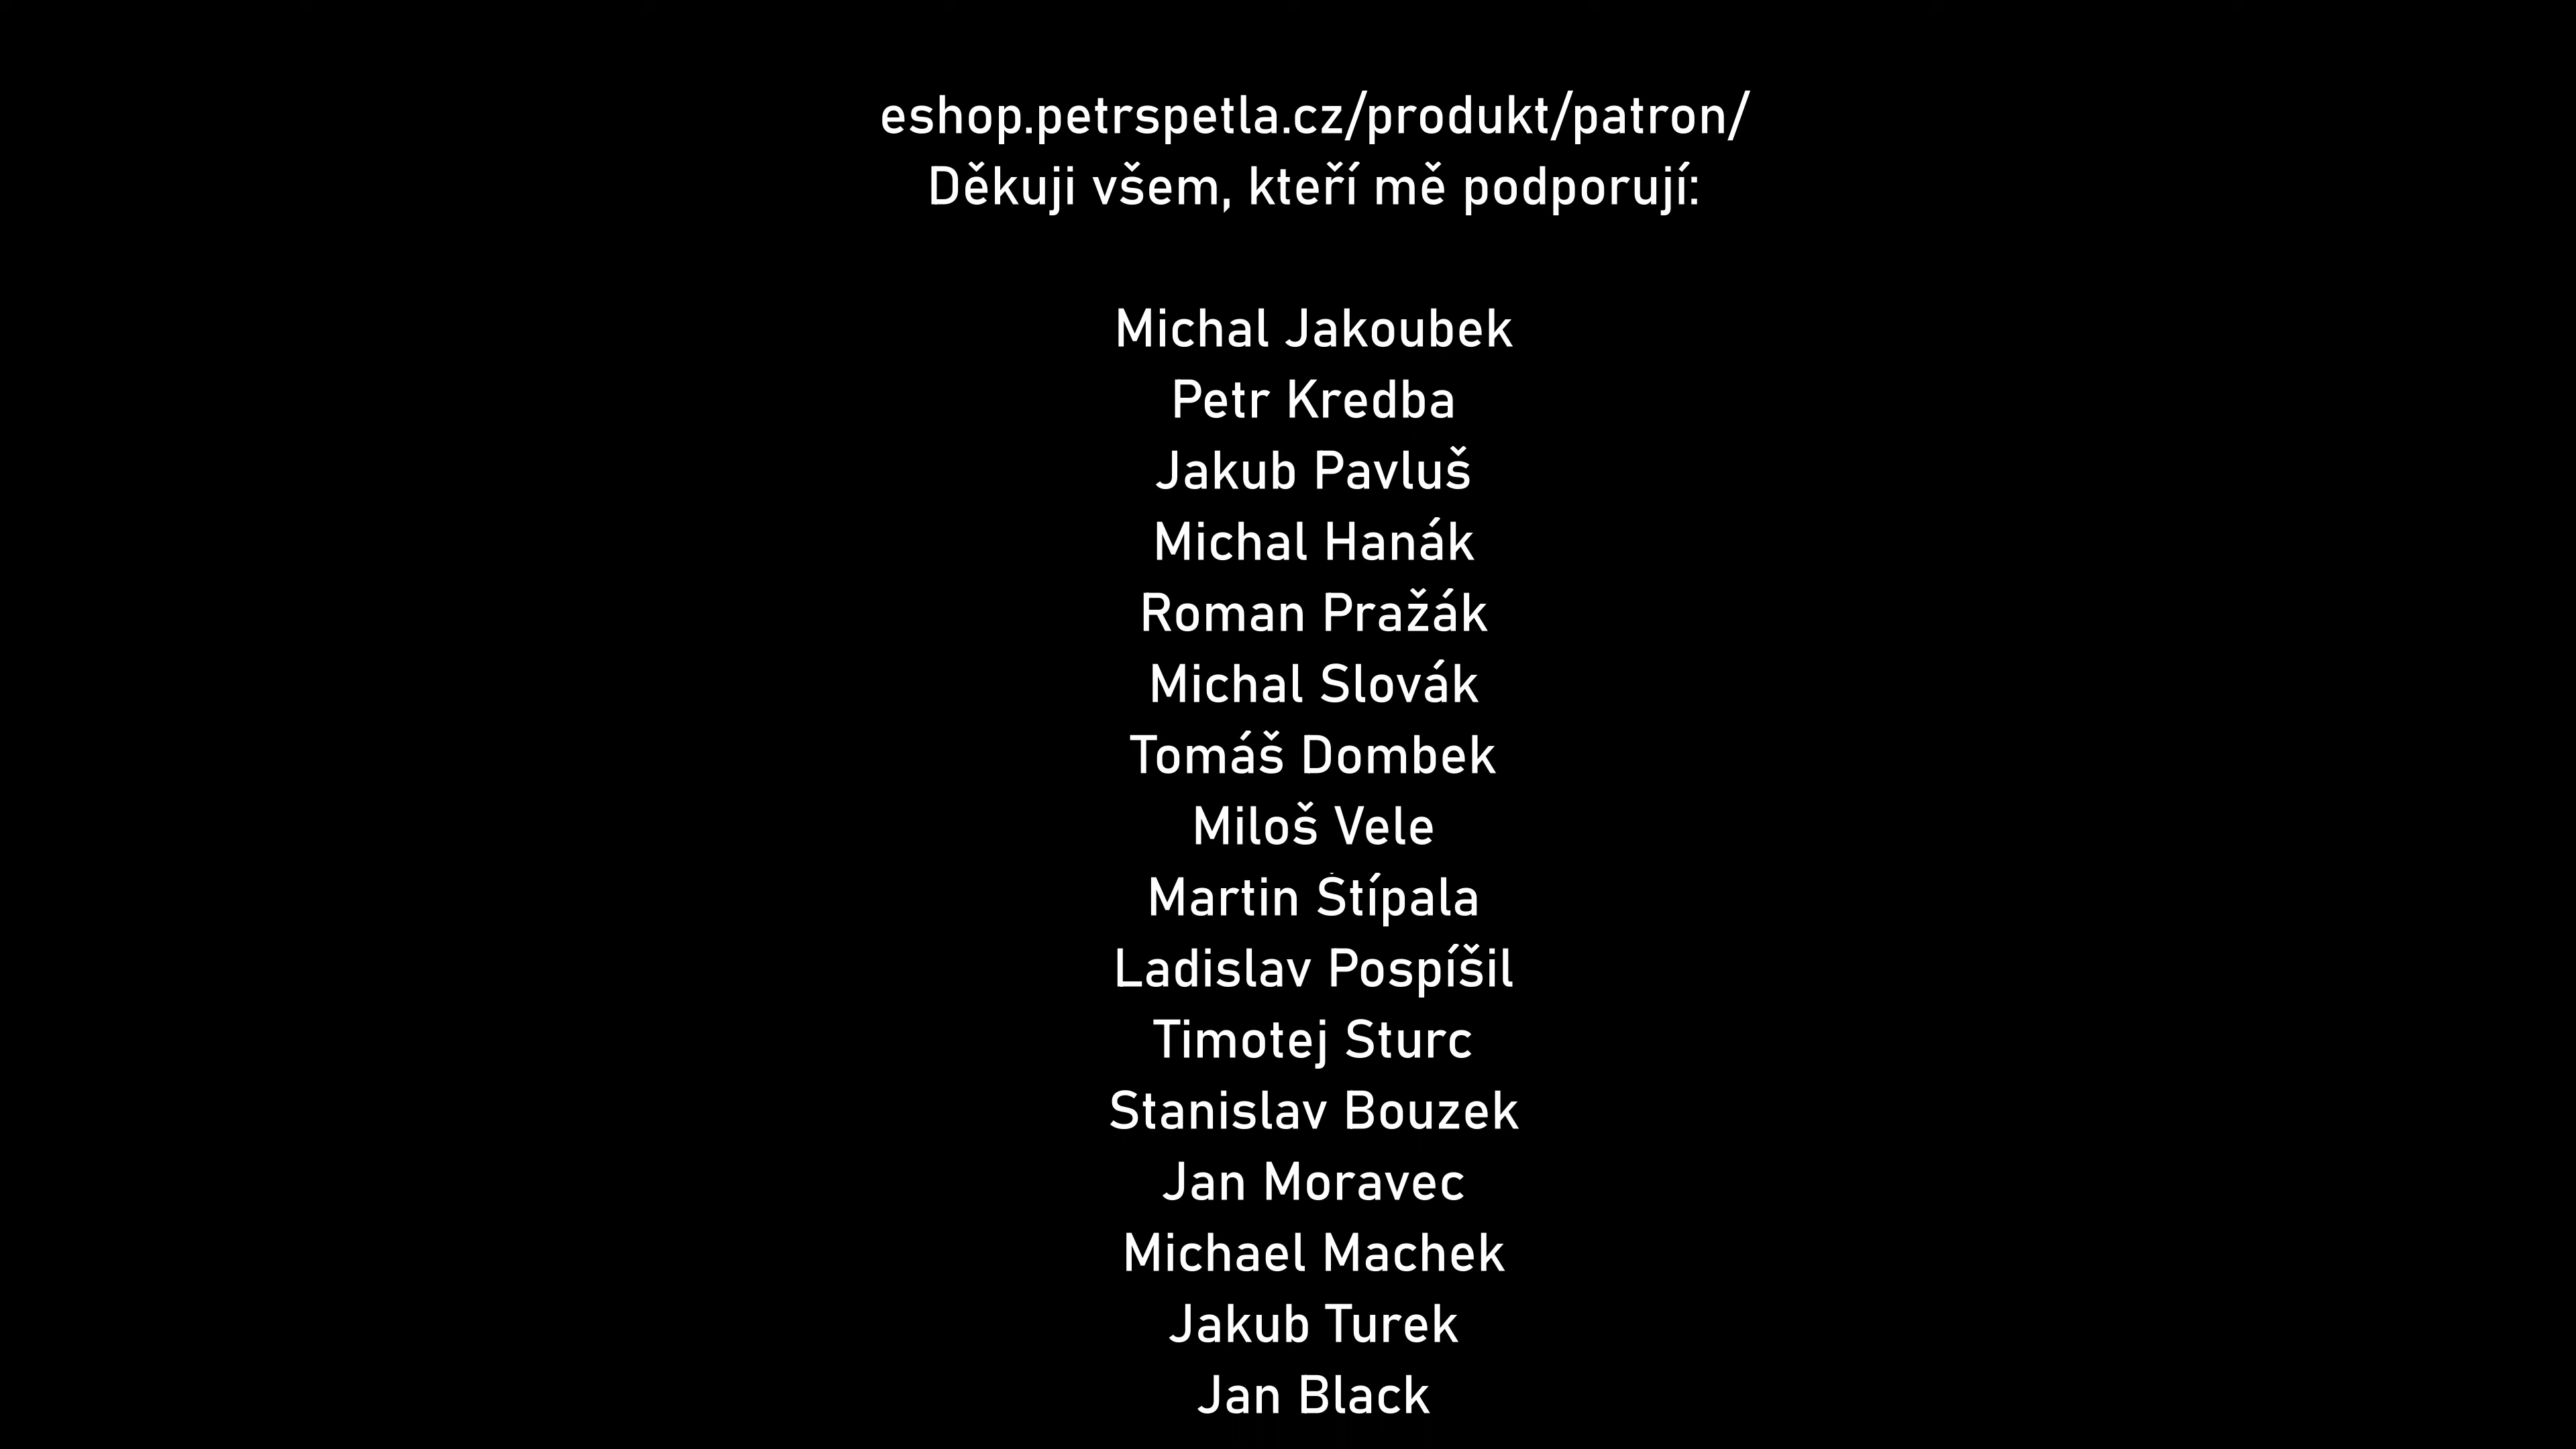 eshop.petrspetla.cz/produkt/patron/
Děkuji všem, kteří mě podporují:
Michal Jakoubek
Petr Kredba
Jakub Pavluš
Michal Hanák
Roman Pražák
Michal Slovák
Tomáš Dombek
Miloš Vele
Martin Štípala
Ladislav Pospíšil
Timotej Sturc
Stanislav Bouzek
Jan Moravec
Michael Machek
Jakub Turek
Jan Black